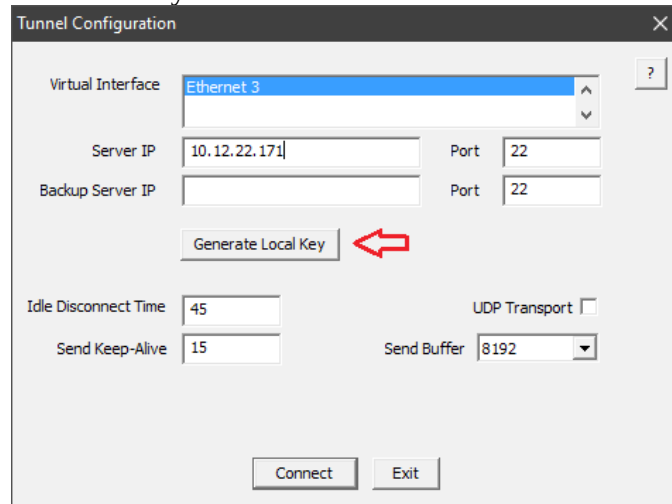 Tunnel Configuration
?
Virtual Interface Ethernet 3
Server IP 10.12.22.171 Port 22
Backup Server IP Port 22
Generate Local Key
Idle Disconnect Time 45 UDP Transport
Send Keep-Alive 15 Send Buffer 8192
Connect Exit